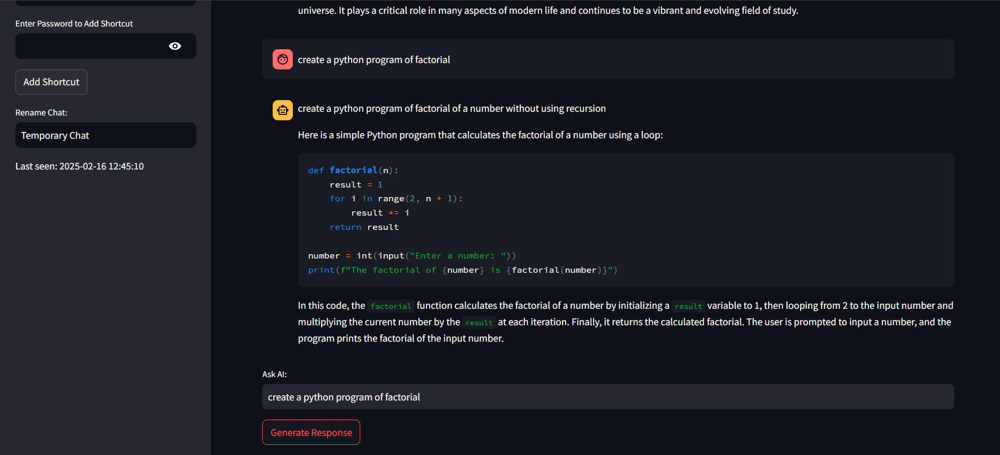 Enter Password to Add Shortcut
Add Shortcut
Rename Chat:
Temporary Chat
Last seen: 2025-02-16 12:45:10
universe. It plays a critical role in many aspects of modern life and continues to be a vibrant and evolving field of study.
create a python program of factorial
create a python program of factorial of a number without using recursion
Here is a simple Python program that calculates the factorial of a number using a loop:
def factorial(n):
    result = 1
    for i in range(2, n + 1):
        result *= i
    return result
number = int(input("Enter a number: "))
print(f"The factorial of {number} is {factorial(number)}")
In this code, the factorial function calculates the factorial of a number by initializing a result variable to 1, then looping from 2 to the input number and
multiplying the current number by the result at each iteration. Finally, it returns the calculated factorial. The user is prompted to input a number, and the
program prints the factorial of the input number.
Ask AI:
create a python program of factorial
Generate Response